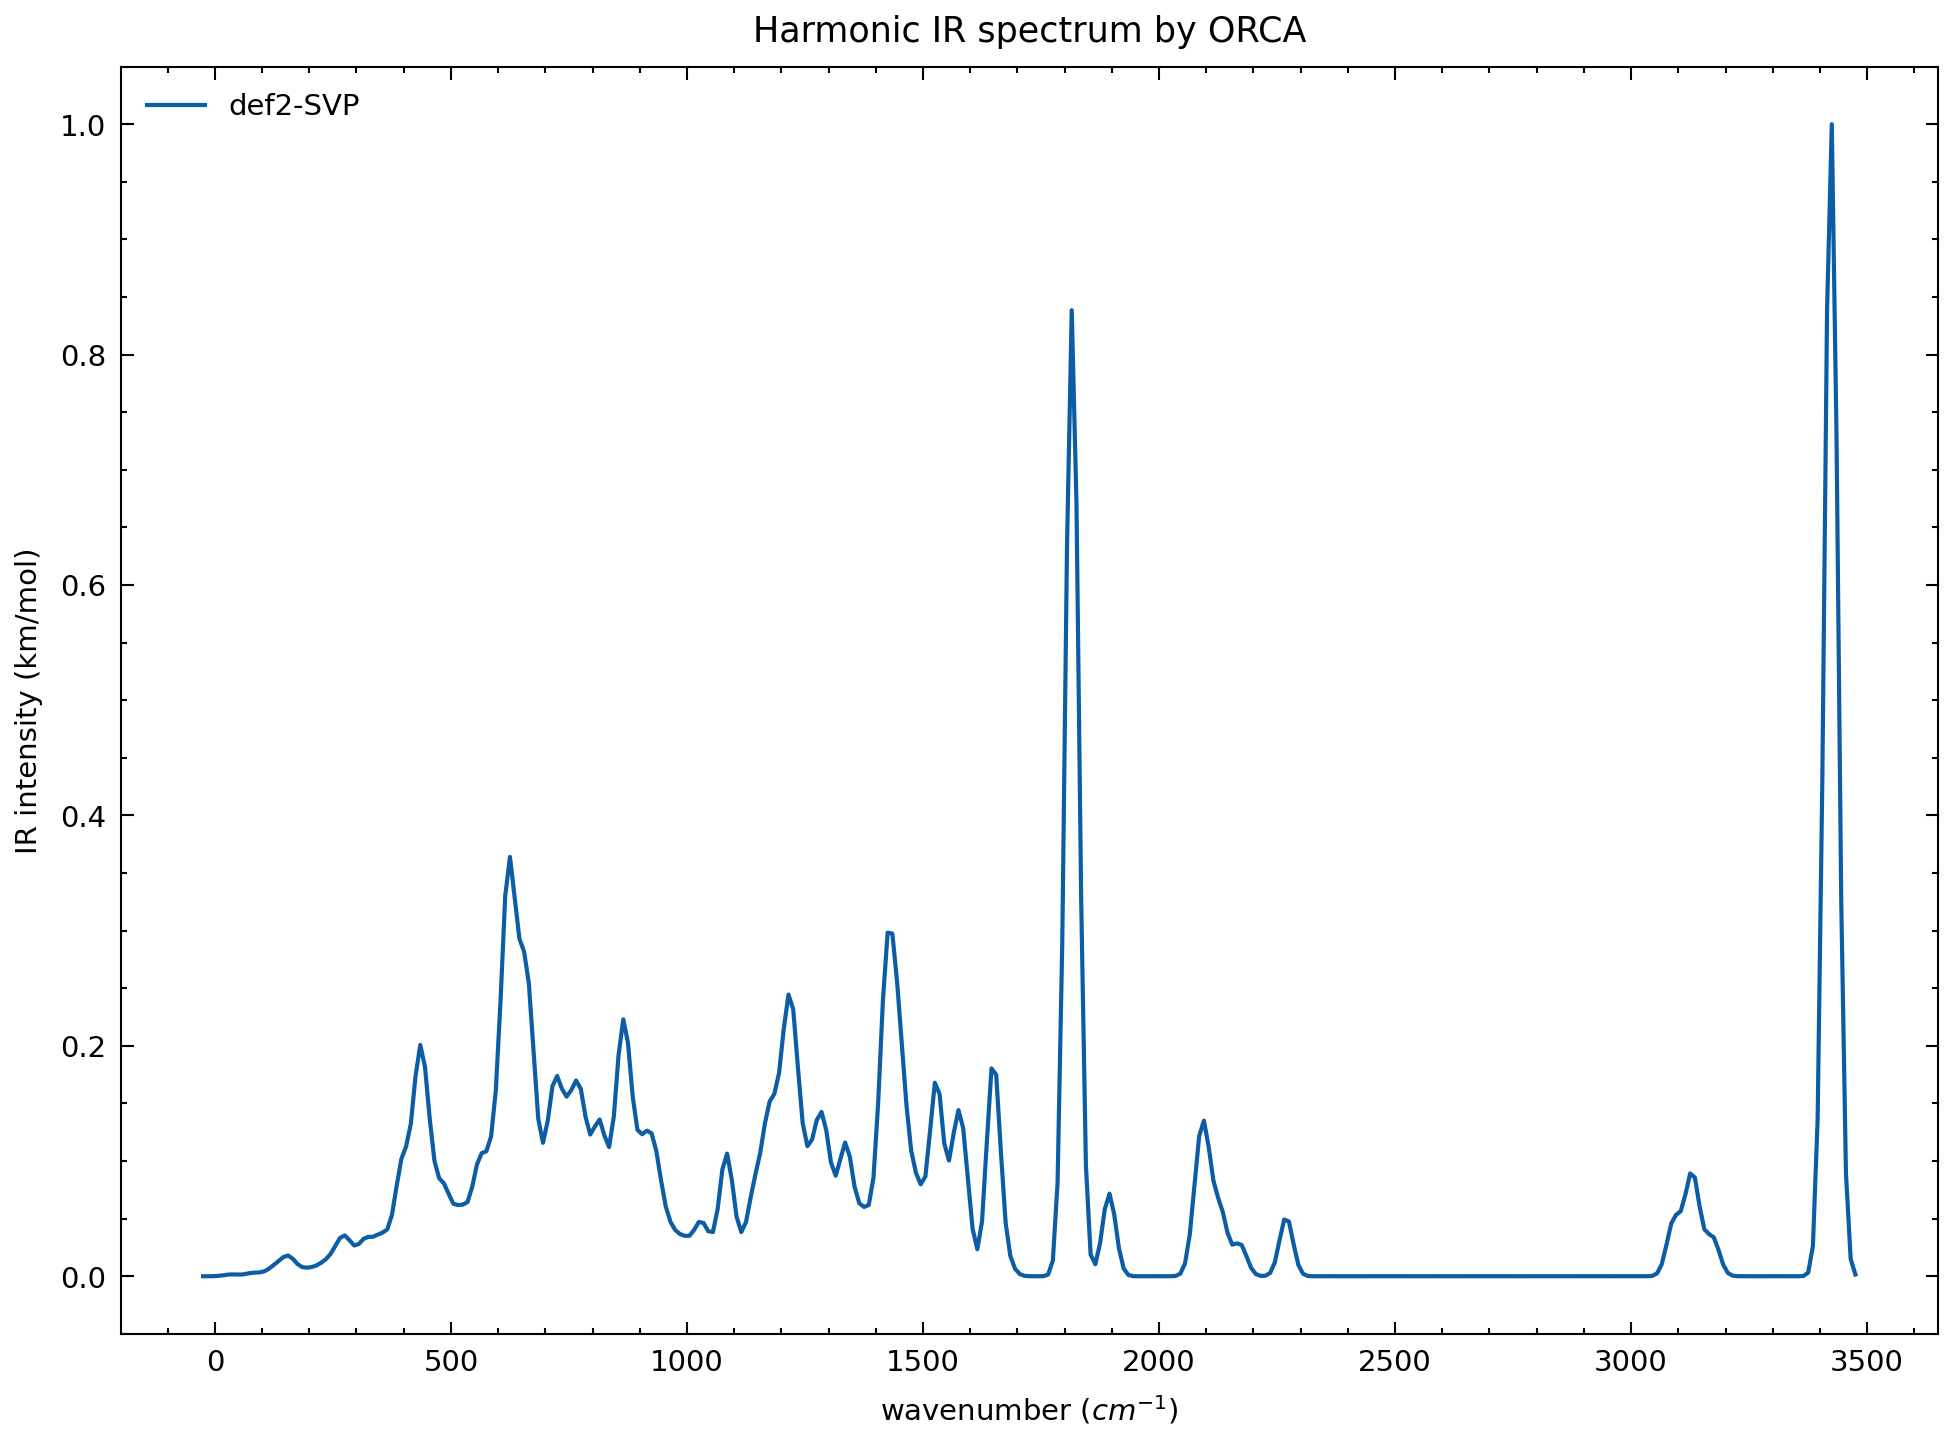 Harmonic IR spectrum by ORCA
def2-SVP
1.0
0.8
0.6
0.4
0.2
0.0
IR intensity (km/mol)
0 500 1000 1500 2000 2500 3000 3500
wavenumber (cm⁻¹)